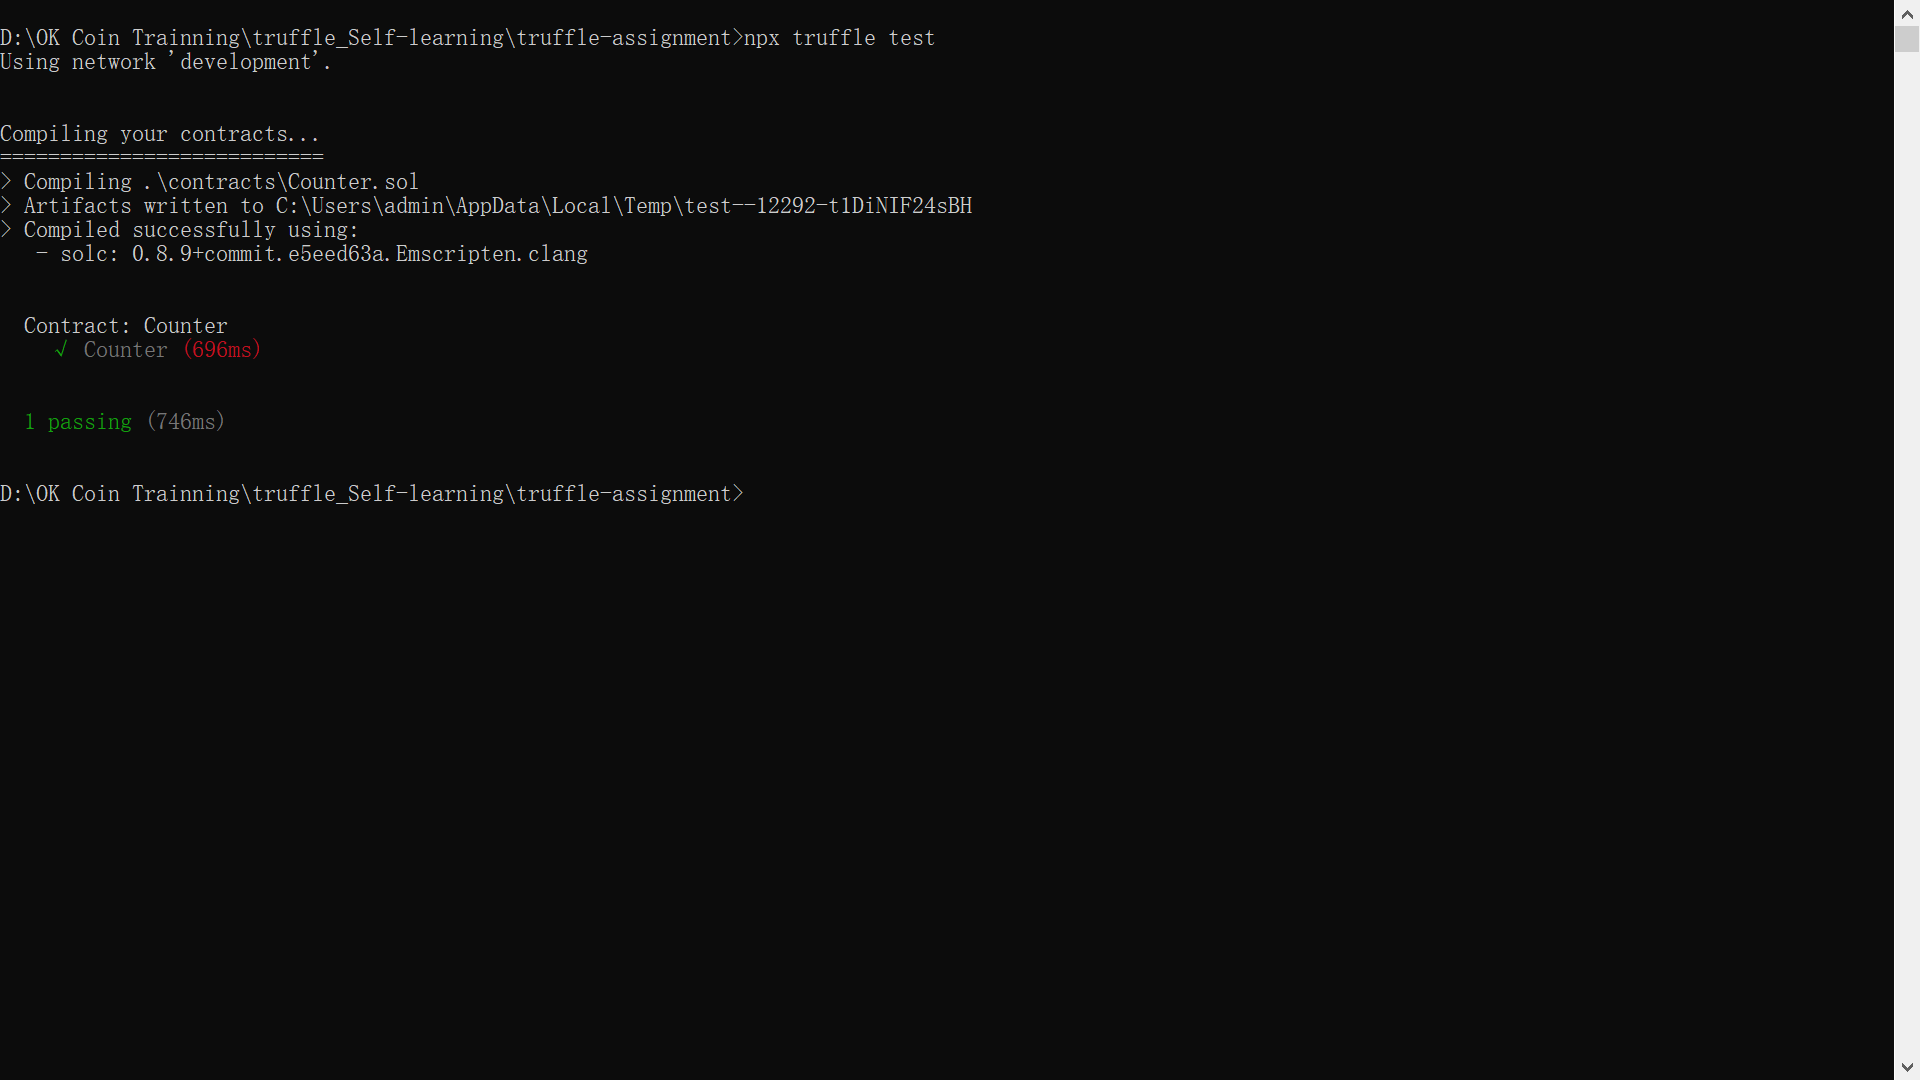 D:\OK Coin Trainning\truffle_Self-learning\truffle-assignment>npx truffle test
Using network 'development'.
Compiling your contracts...
===========================
> Compiling .\contracts\Counter.sol
> Artifacts written to C:\Users\admin\AppData\Local\Temp\test--12292-t1DiNIF24sBH
> Compiled successfully using:
   - solc: 0.8.9+commit.e5eed63a.Emscripten.clang
  Contract: Counter
    √ Counter (696ms)
  1 passing (746ms)
D:\OK Coin Trainning\truffle_Self-learning\truffle-assignment>